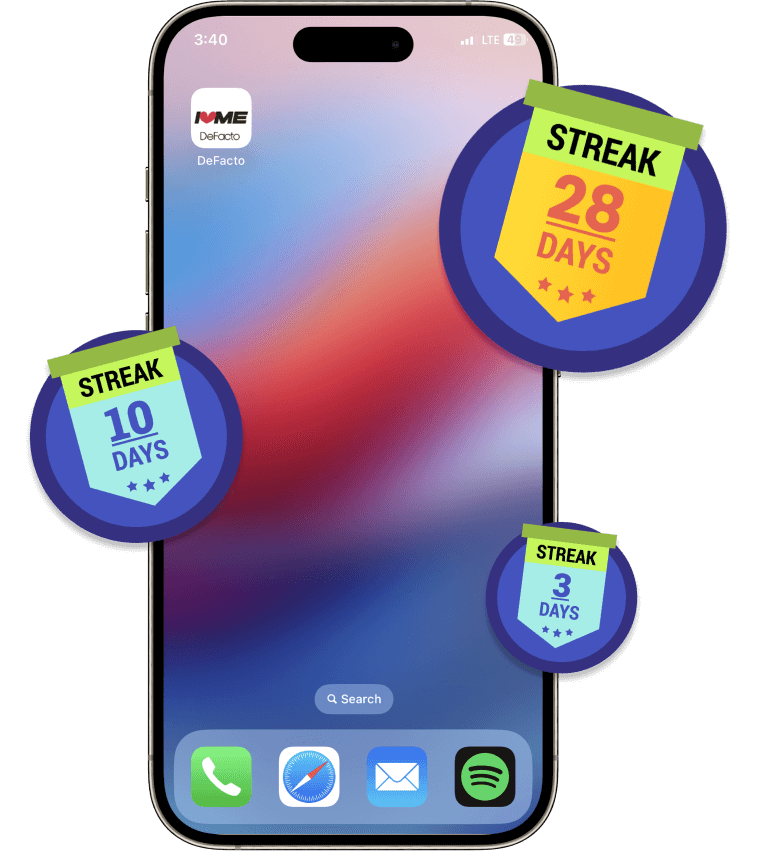 3:40
LTE 49
I♥ME
DeFacto
DeFacto
STREAK
28
DAYS
STREAK
10
DAYS
STREAK
3
DAYS
Search